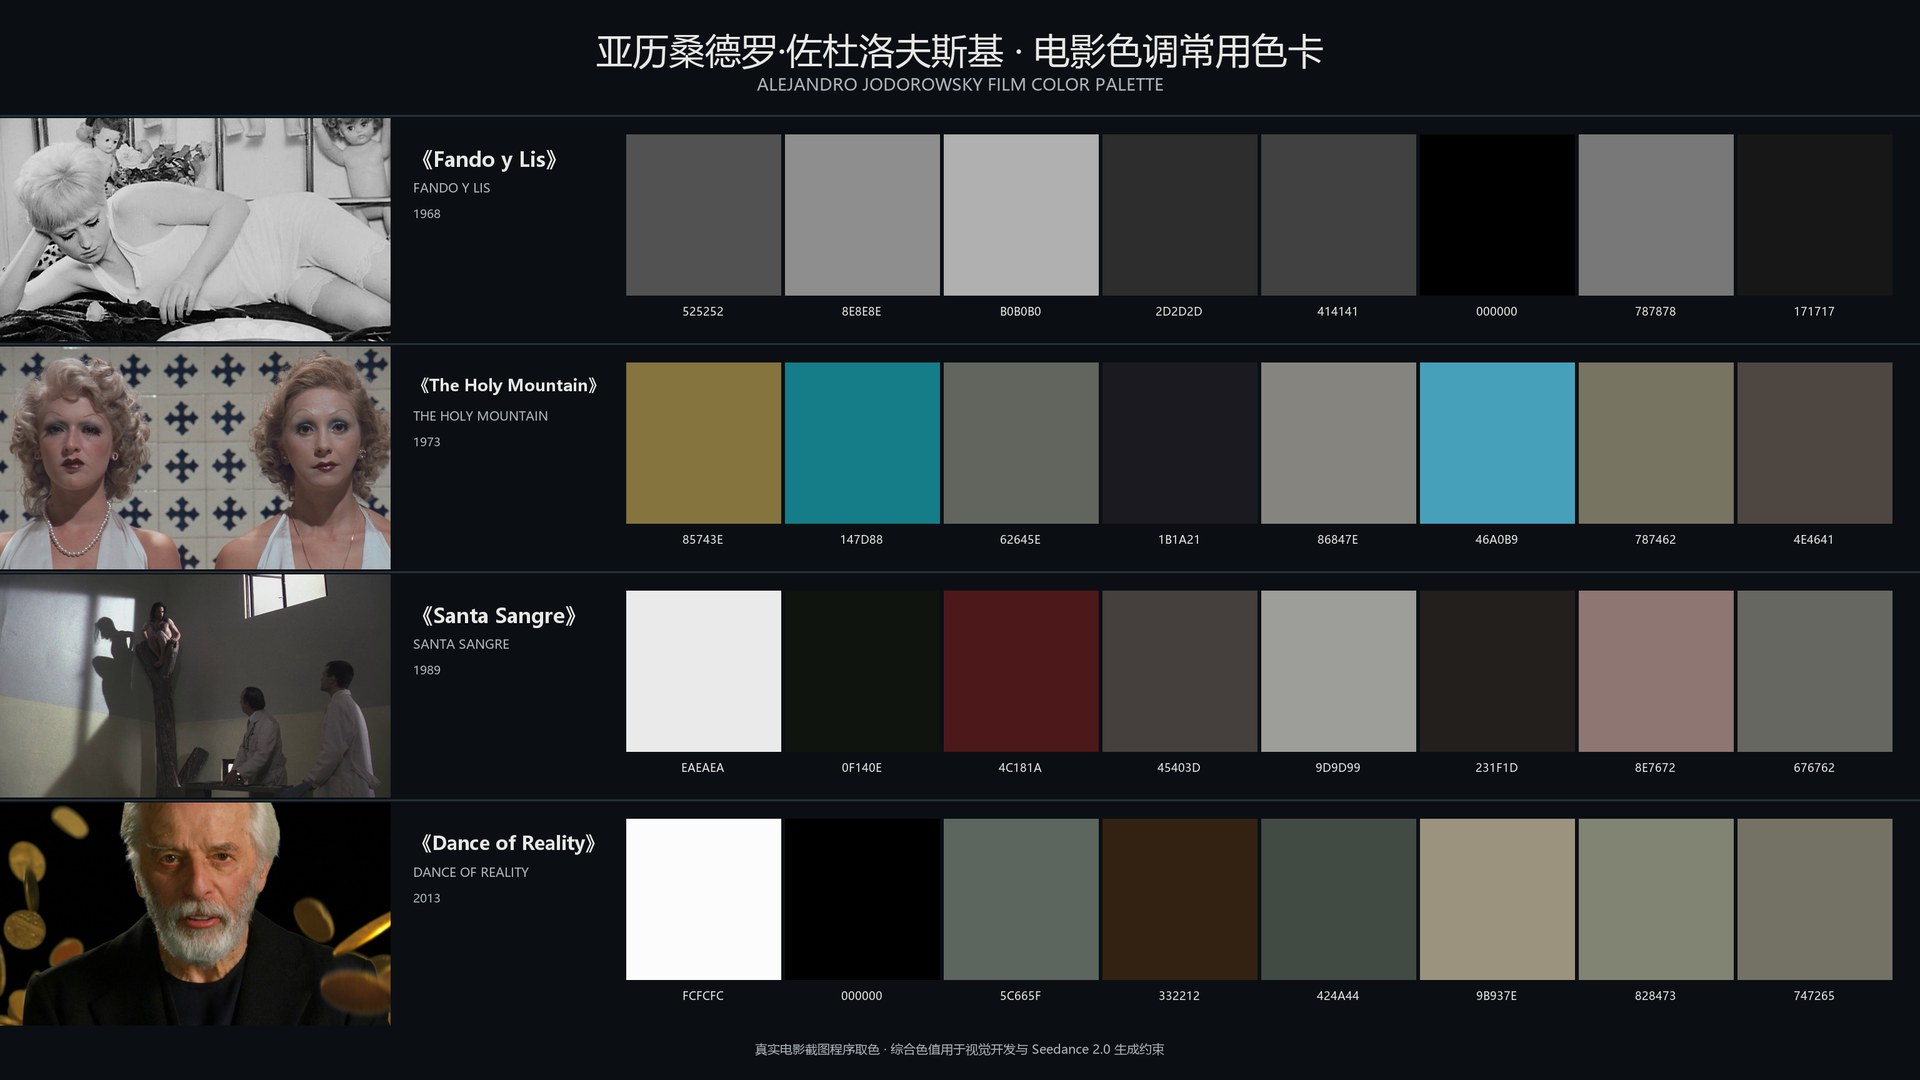 亚历桑德罗·佐杜洛夫斯基 · 电影色调常用色卡
ALEJANDRO JODOROWSKY FILM COLOR PALETTE
《Fando y Lis》
FANDO Y LIS
1968
525252 8E8E8E B0B0B0 2D2D2D 414141 000000 787878 171717
《The Holy Mountain》
THE HOLY MOUNTAIN
1973
85743E 147D88 62645E 1B1A21 86847E 46A0B9 787462 4E4641
《Santa Sangre》
SANTA SANGRE
1989
EAEAEA 0F140E 4C181A 45403D 9D9D99 231F1D 8E7672 676762
《Dance of Reality》
DANCE OF REALITY
2013
FCFCFC 000000 5C665F 332212 424A44 9B937E 828473 747265
真实电影截图程序取色 · 综合色值用于视觉开发与 Seedance 2.0 生成约束